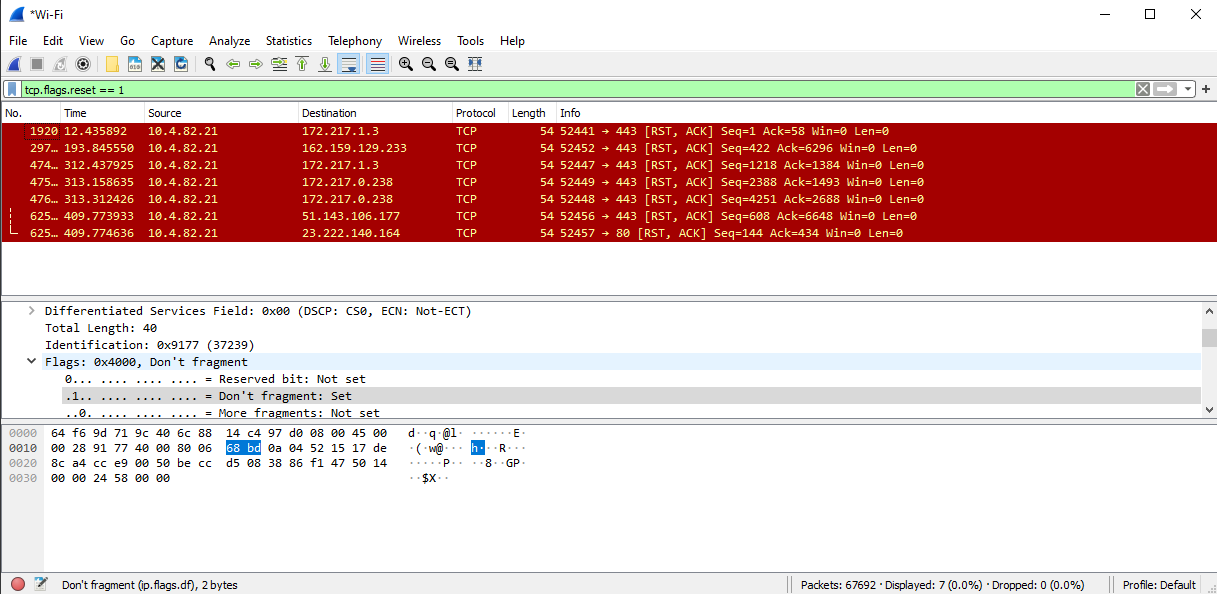 *Wi-Fi
File Edit View Go Capture Analyze Statistics Telephony Wireless Tools Help
tcp.flags.reset == 1
No. Time Source Destination Protocol Length Info
1920 12.435892 10.4.82.21 172.217.1.3 TCP 54 52441 → 443 [RST, ACK] Seq=1 Ack=58 Win=0 Len=0
297… 193.845550 10.4.82.21 162.159.129.233 TCP 54 52452 → 443 [RST, ACK] Seq=422 Ack=6296 Win=0 Len=0
474… 312.437925 10.4.82.21 172.217.1.3 TCP 54 52447 → 443 [RST, ACK] Seq=1218 Ack=1384 Win=0 Len=0
475… 313.158635 10.4.82.21 172.217.0.238 TCP 54 52449 → 443 [RST, ACK] Seq=2388 Ack=1493 Win=0 Len=0
476… 313.312426 10.4.82.21 172.217.0.238 TCP 54 52448 → 443 [RST, ACK] Seq=4251 Ack=2688 Win=0 Len=0
625… 409.773933 10.4.82.21 51.143.106.177 TCP 54 52456 → 443 [RST, ACK] Seq=608 Ack=6648 Win=0 Len=0
625… 409.774636 10.4.82.21 23.222.140.164 TCP 54 52457 → 80 [RST, ACK] Seq=144 Ack=434 Win=0 Len=0
Differentiated Services Field: 0x00 (DSCP: CS0, ECN: Not-ECT)
Total Length: 40
Identification: 0x9177 (37239)
Flags: 0x4000, Don't fragment
0... .... .... .... = Reserved bit: Not set
.1.. .... .... .... = Don't fragment: Set
..0. .... .... .... = More fragments: Not set
0000 64 f6 9d 71 9c 40 6c 88 14 c4 97 d0 08 00 45 00 d··q·@l· ······E·
0010 00 28 91 77 40 00 80 06 68 bd 0a 04 52 15 17 de ·(·w@··· h···R···
0020 8c a4 cc e9 00 50 be cc d5 08 38 86 f1 47 50 14 ·····P·· ··8··GP·
0030 00 00 24 58 00 00 ··$X··
Don't fragment (ip.flags.df), 2 bytes Packets: 67692 · Displayed: 7 (0.0%) · Dropped: 0 (0.0%) Profile: Default